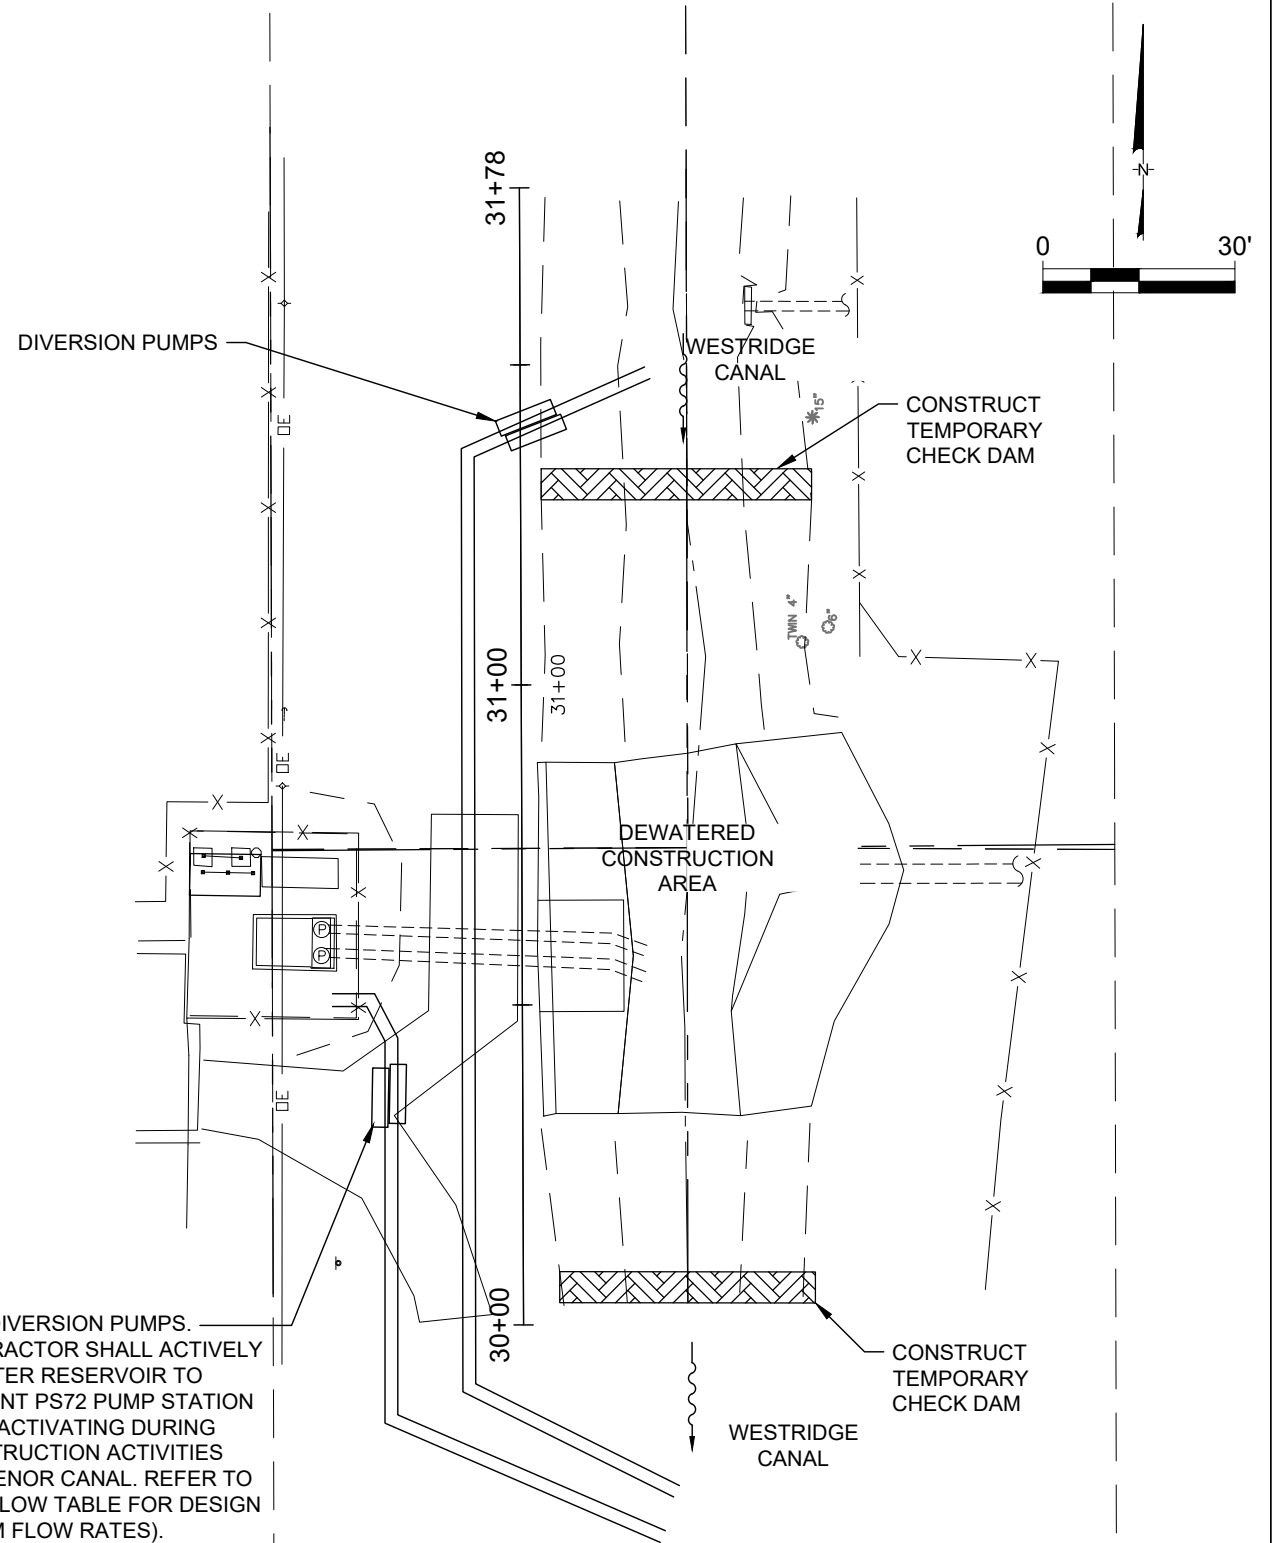 31+78
-N-
0 30'
DIVERSION PUMPS
WESTRIDGE
CANAL
15"
CONSTRUCT
TEMPORARY
CHECK DAM
OE
TWIN 4"
6"
31+00
31+00
OE
DEWATERED
CONSTRUCTION
AREA
P
P
OE
30+00
DIVERSION PUMPS.
RACTOR SHALL ACTIVELY
TER RESERVOIR TO
NT PS72 PUMP STATION
ACTIVATING DURING
TRUCTION ACTIVITIES
ENOR CANAL. REFER TO
LOW TABLE FOR DESIGN
M FLOW RATES).
CONSTRUCT
TEMPORARY
CHECK DAM
WESTRIDGE
CANAL